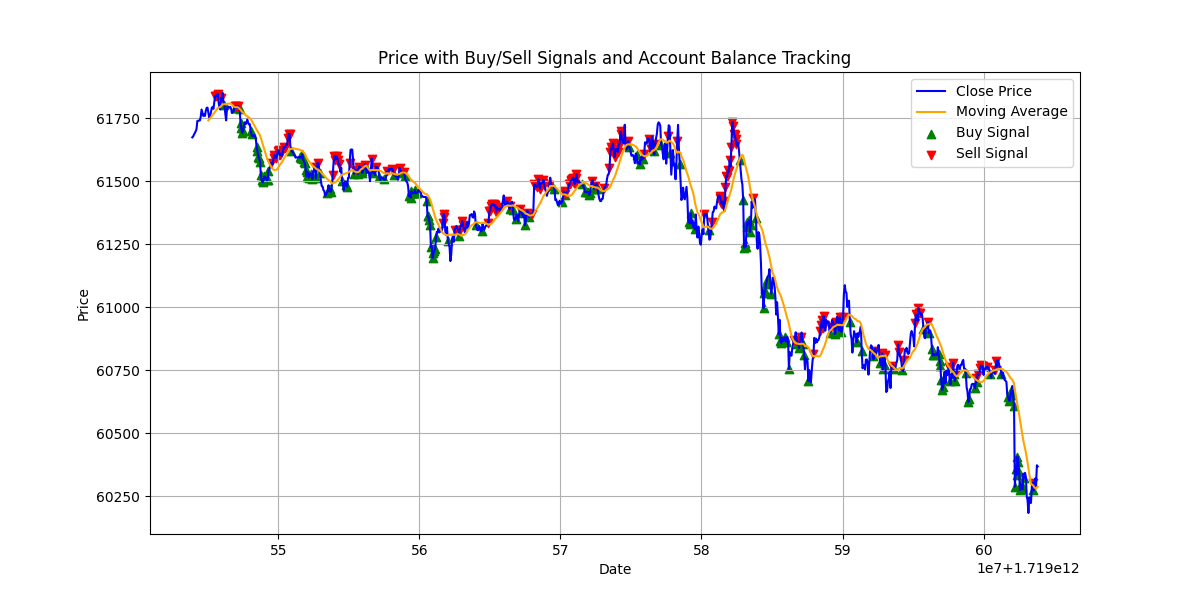 Price with Buy/Sell Signals and Account Balance Tracking
Close Price
Moving Average
Buy Signal
Sell Signal
61750
61500
61250
61000
60750
60500
60250
Price
55 56 57 58 59 60
Date
1e7+1.719e12